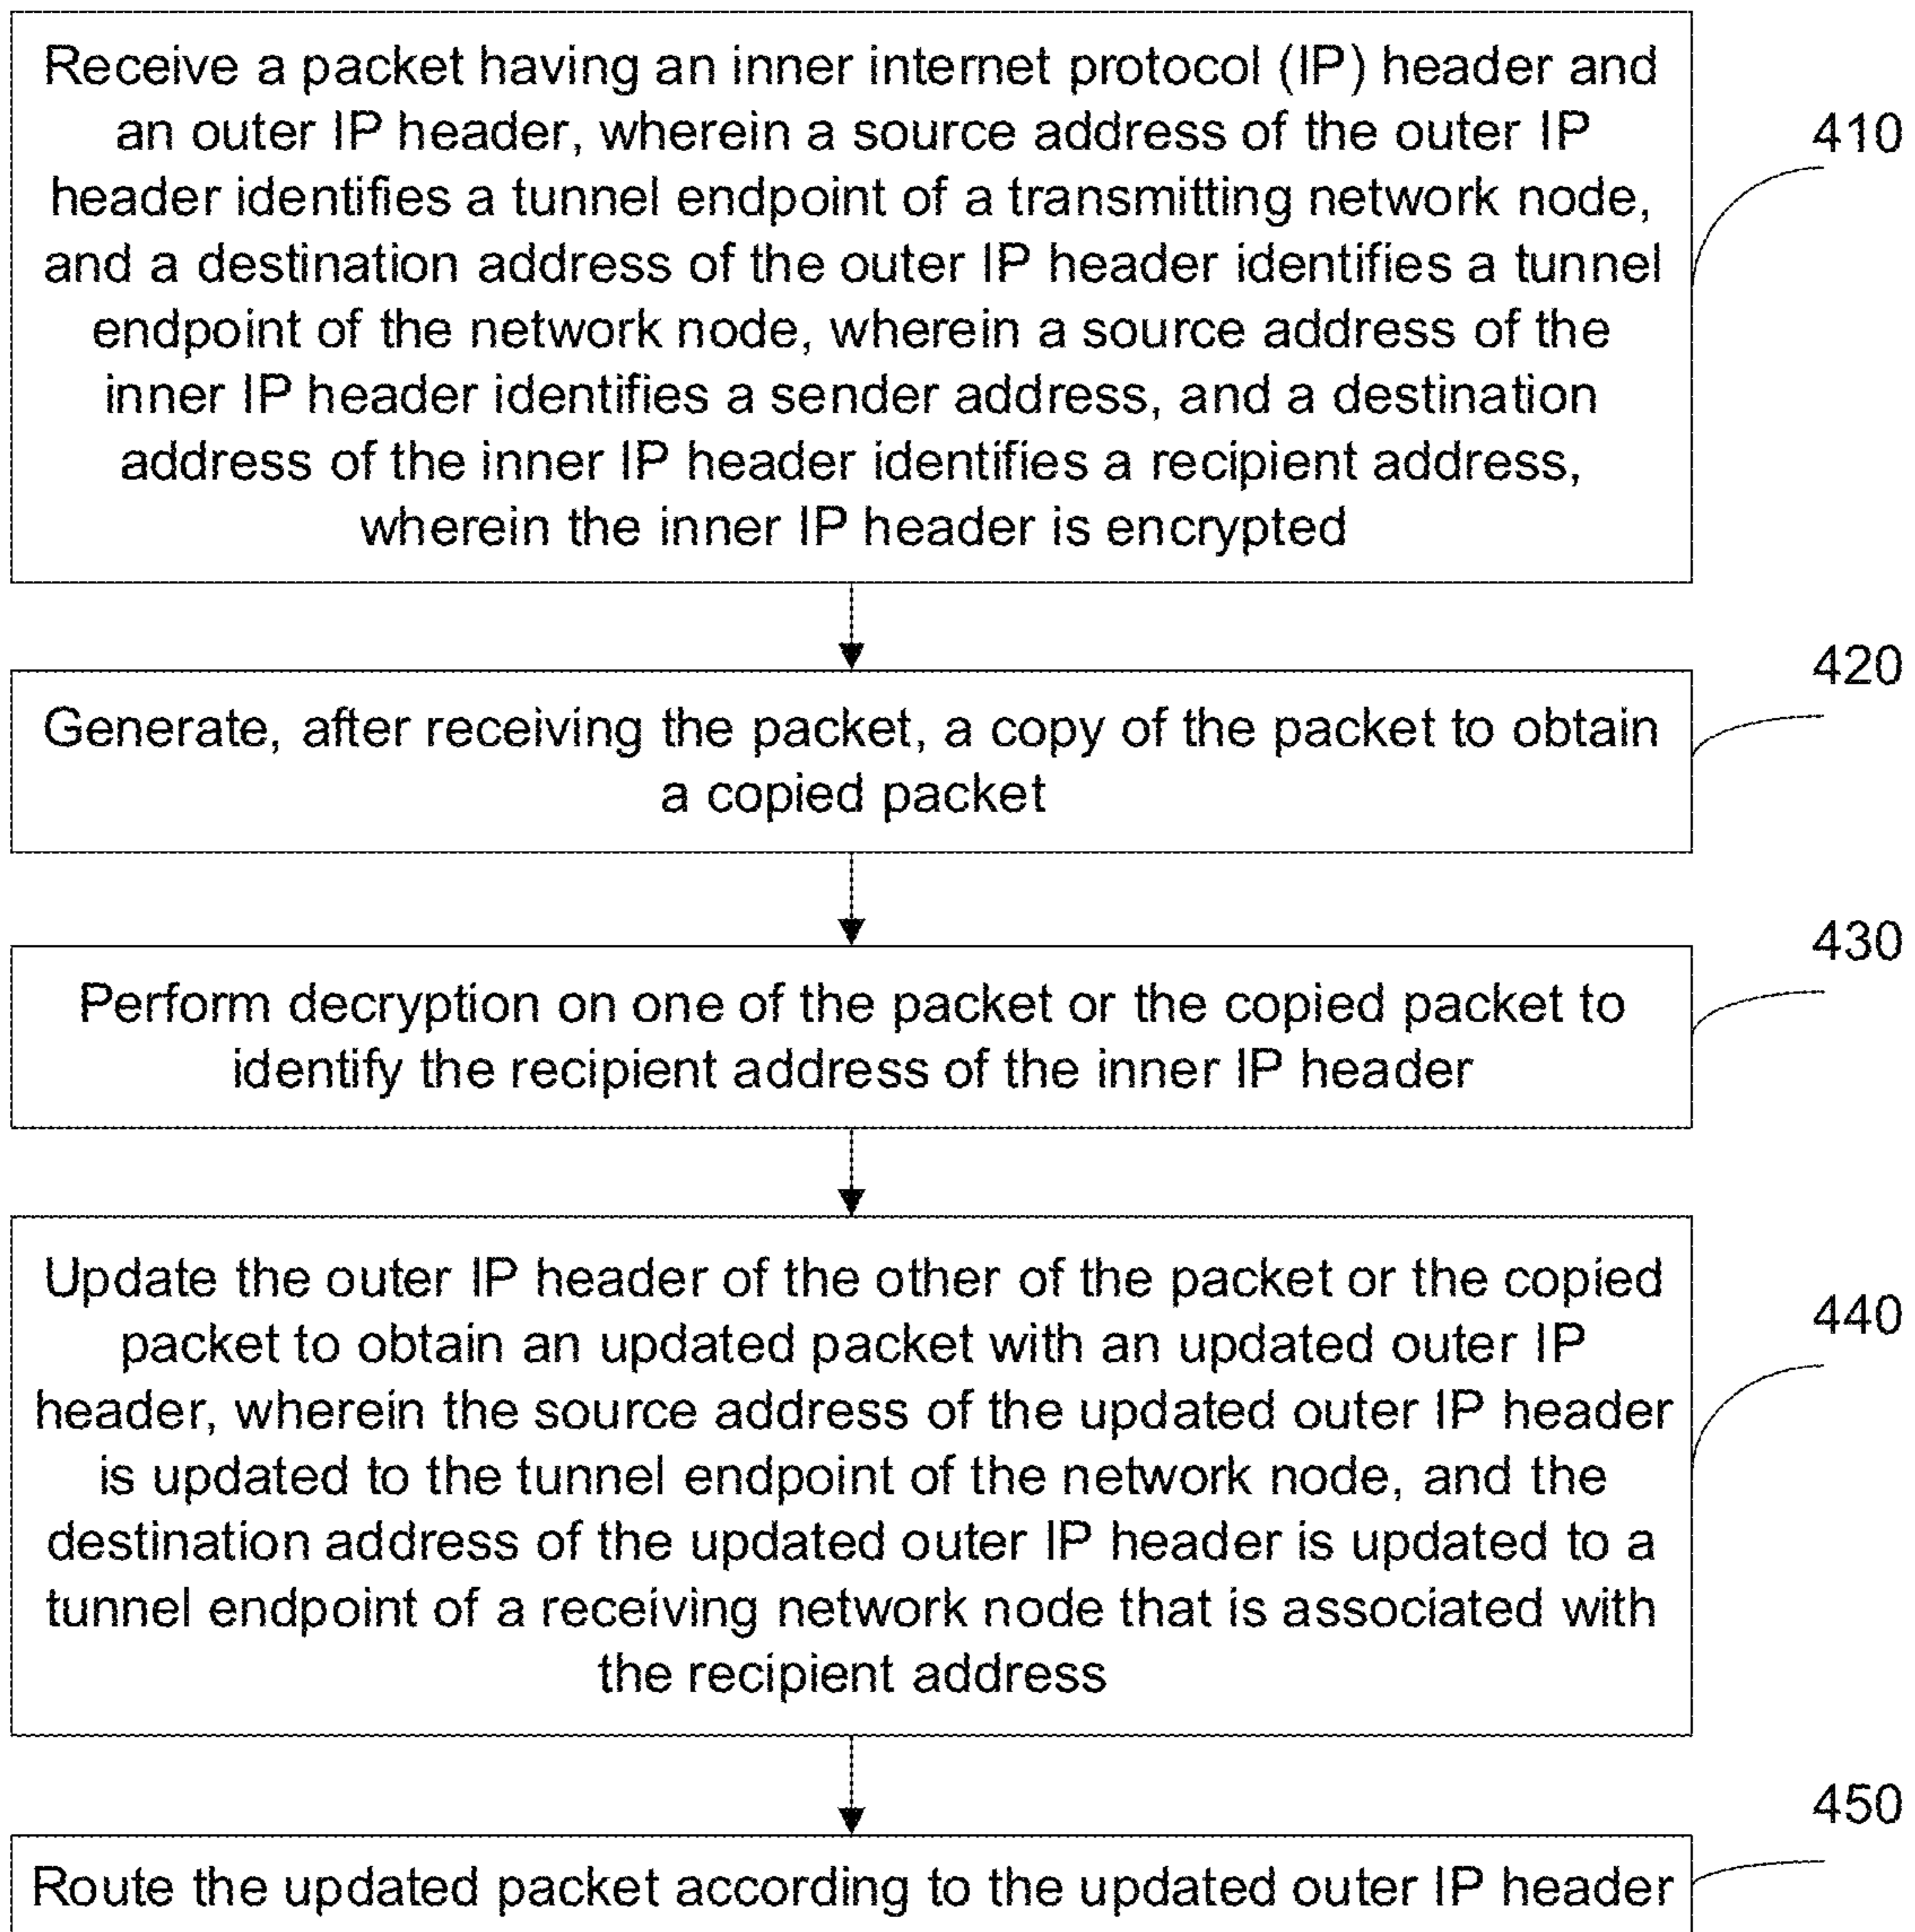 Receive a packet having an inner internet protocol (IP) header and
an outer IP header, wherein a source address of the outer IP
header identifies a tunnel endpoint of a transmitting network node,
and a destination address of the outer IP header identifies a tunnel
endpoint of the network node, wherein a source address of the
inner IP header identifies a sender address, and a destination
address of the inner IP header identifies a recipient address,
wherein the inner IP header is encrypted
410
Generate, after receiving the packet, a copy of the packet to obtain
a copied packet
420
Perform decryption on one of the packet or the copied packet to
identify the recipient address of the inner IP header
430
Update the outer IP header of the other of the packet or the copied
packet to obtain an updated packet with an updated outer IP
header, wherein the source address of the updated outer IP header
is updated to the tunnel endpoint of the network node, and the
destination address of the updated outer IP header is updated to a
tunnel endpoint of a receiving network node that is associated with
the recipient address
440
Route the updated packet according to the updated outer IP header
450